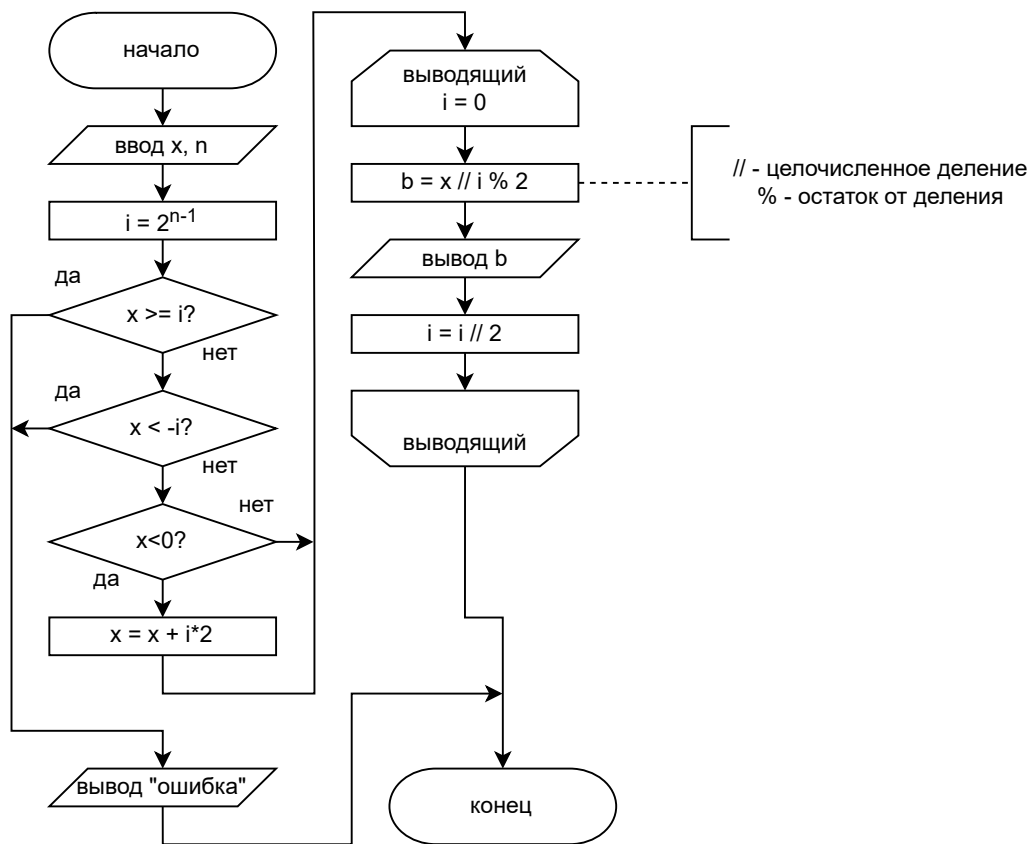 начало
ввод x, n
i = 2ⁿ⁻¹
да
x >= i?
нет
да
x < -i?
нет
нет
x<0?
да
x = x + i*2
вывод "ошибка"
выводящий
i = 0
b = x // i % 2
// - целочисленное деление
% - остаток от деления
вывод b
i = i // 2
выводящий
конец